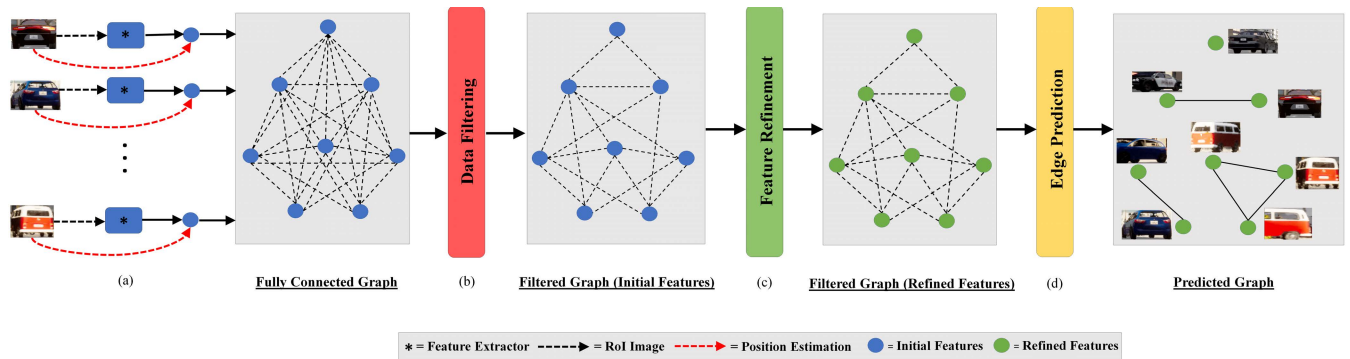 *
*
*
Data Filtering
Feature Refinement
Edge Prediction
(a)
Fully Connected Graph
(b)
Filtered Graph (Initial Features)
(c)
Filtered Graph (Refined Features)
(d)
Predicted Graph
* = Feature Extractor
= RoI Image
= Position Estimation
= Initial Features
= Refined Features